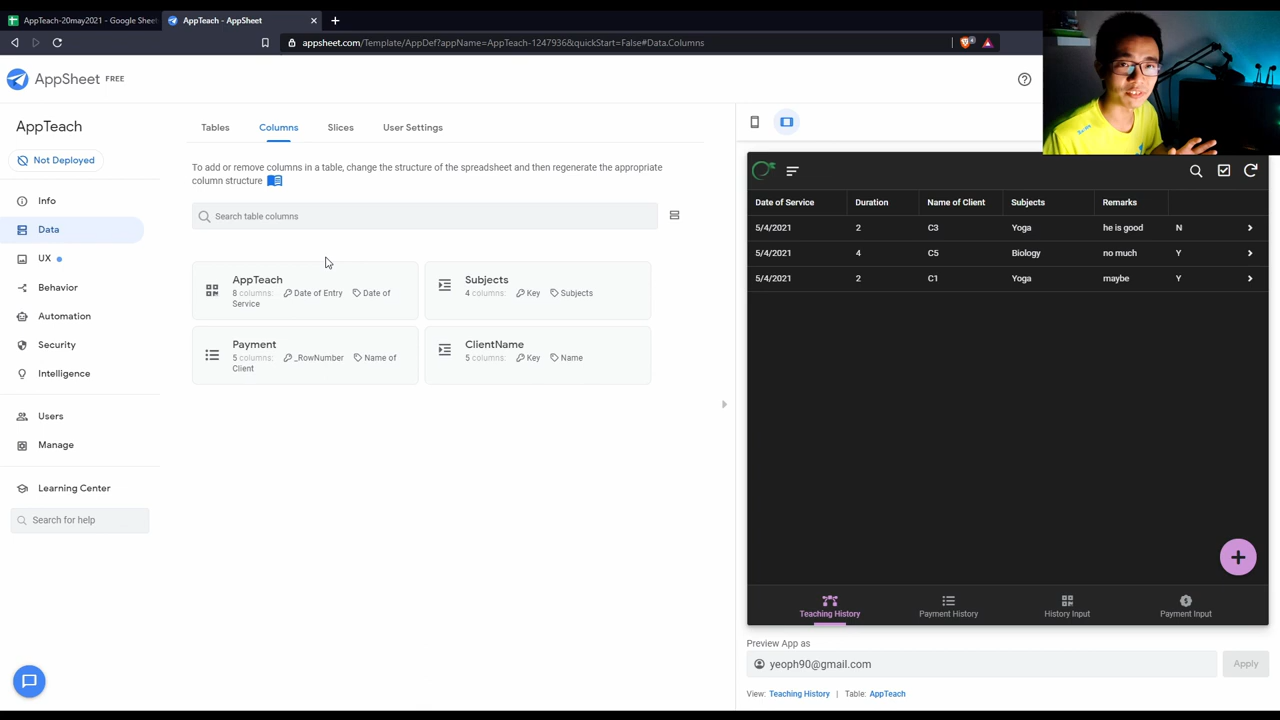 AppTeach-20may2021 - Google Sheet
AppTeach - AppSheet
appsheet.com/Template/AppDef?appName=AppTeach-1247936&quickStart=False#Data.Columns
AppSheet FREE
AppTeach
Not Deployed
Info
Data
UX
Behavior
Automation
Security
Intelligence
Users
Manage
Learning Center
Search for help
Tables Columns Slices User Settings
To add or remove columns in a table, change the structure of the spreadsheet and then regenerate the appropriate
column structure
Search table columns
AppTeach
8 columns: Date of Entry Date of
Service
Subjects
4 columns: Key Subjects
Payment
5 columns: _RowNumber Name of
Client
ClientName
5 columns: Key Name
Date of Service Duration Name of Client Subjects Remarks
5/4/2021 2 C3 Yoga he is good N
5/4/2021 4 C5 Biology no much Y
5/4/2021 2 C1 Yoga maybe Y
Teaching History Payment History History Input Payment Input
Preview App as
yeoph90@gmail.com
Apply
View: Teaching History | Table: AppTeach